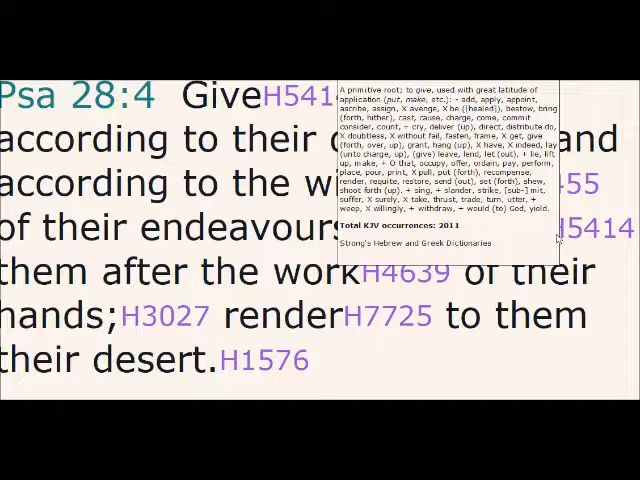 Psa 28:4 Give H541
according to their and
according to the w 55
of their endeavours H5414
them after the work H4639 of their
hands; H3027 render H7725 to them
their desert. H1576
A primitive root; to give, used with great latitude of
application (put, make, etc.): - add, apply, appoint,
ascribe, assign, X avenge, X be ([healed]), bestow, bring
(forth, hither), cast, cause, charge, come, commit
consider, count, + cry, deliver (up), direct, distribute do,
X doubtless, X without fail, fasten, frame, X get, give
(forth, over, up), grant, hang (up), X have, X indeed, lay
(unto charge, up), (give) leave, lend, let (out), + lie, lift
up, make, + O that, occupy, offer, ordain, pay, perform,
place, pour, print, X pull, put (forth), recompense,
render, requite, restore, send (out), set (forth), shew,
shoot forth (up). + sing, + slander, strike, [sub-] mit,
suffer, X surely, X take, thrust, trade, turn, utter, +
weep, X willingly, + withdraw, + would (to) God, yield.
Total KJV occurrences: 2011
Strong's Hebrew and Greek Dictionaries